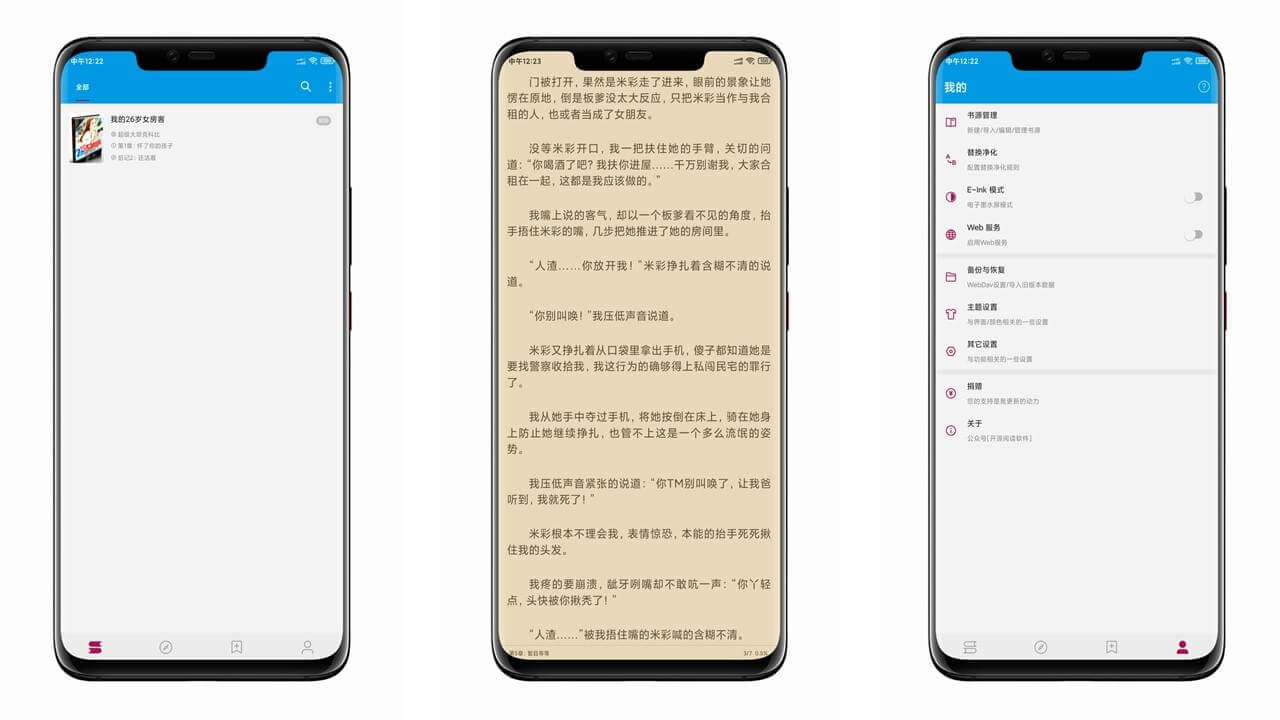 中午12:22
全部
我的26岁女房客
超级大坦克科比
第1章：怀了你的孩子
后记2：还活着
中午12:23
门被打开，果然是米彩走了进来，眼前的景象让她
愣在原地，倒是板爹没太大反应，只把米彩当作与我合
租的人，也或者当成了女朋友。
没等米彩开口，我一把扶住她的手臂，关切的问
道：“你喝酒了吧？我扶你进屋……千万别谢我，大家合
租在一起，这都是我应该做的。”
我嘴上说的客气，却以一个板爹看不见的角度，抬
手捂住米彩的嘴，几步把她推进了她的房间里。
“人渣……你放开我！”米彩挣扎着含糊不清的说
道。
“你别叫唤！”我压低声音说道。
米彩又挣扎着从口袋里拿出手机，傻子都知道她是
要找警察收拾我，我这行为的确够得上私闯民宅的罪行
了。
我从她手中夺过手机，将她按倒在床上，骑在她身
上防止她继续挣扎，也管不上这是一个多么流氓的姿
势。
我压低声音紧张的说道：“你TM别叫唤了，让我爸
听到，我就死了！”
米彩根本不理会我，表情惊恐，本能的抬手死死揪
住我的头发。
我疼的要崩溃，龇牙咧嘴却不敢吭一声：“你丫轻
点，头快被你揪秃了！”
“人渣……”被我捂住嘴的米彩喊的含糊不清。
第5章：暂且等等
3/7 0.5%
中午12:22
我的
书源管理
新建/导入/编辑/管理书源
替换净化
配置替换净化规则
E-Ink 模式
电子墨水屏模式
Web 服务
启用Web服务
备份与恢复
WebDav设置/导入旧版本数据
主题设置
与界面/颜色相关的一些设置
其它设置
与功能相关的一些设置
捐赠
您的支持是我更新的动力
关于
公众号[开源阅读软件]